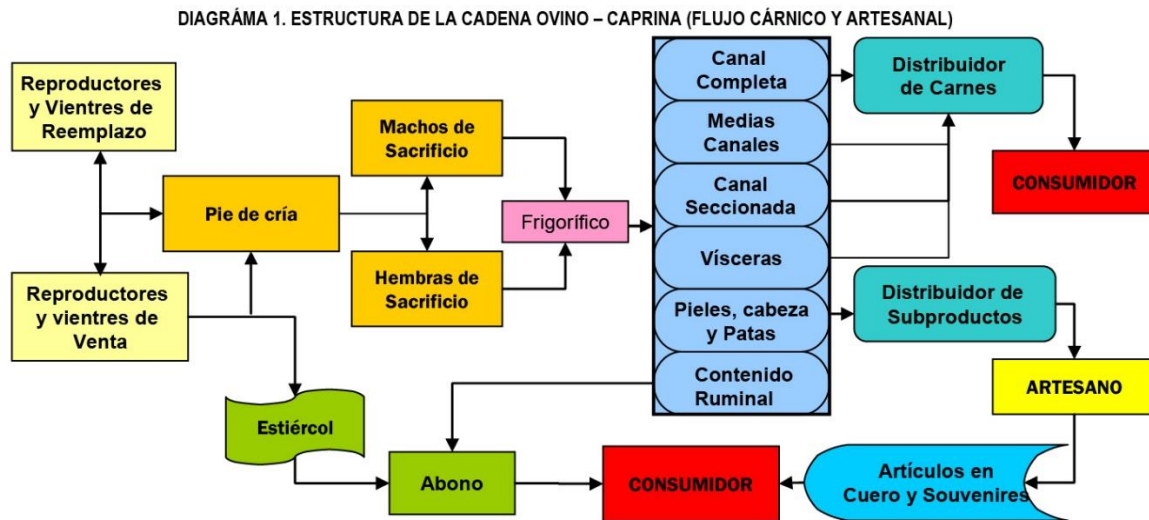 DIAGRÁMA 1. ESTRUCTURA DE LA CADENA OVINO – CAPRINA (FLUJO CÁRNICO Y ARTESANAL)
Reproductores
y Vientres de
Reemplazo
Pie de cría
Reproductores
y vientres de
Venta
Machos de
Sacrificio
Hembras de
Sacrificio
Frigorífico
Canal
Completa
Medias
Canales
Canal
Seccionada
Vísceras
Pieles, cabeza
y Patas
Contenido
Ruminal
Distribuidor
de Carnes
CONSUMIDOR
Distribuidor de
Subproductos
ARTESANO
Estiércol
Abono
CONSUMIDOR
Artículos en
Cuero y Souvenires